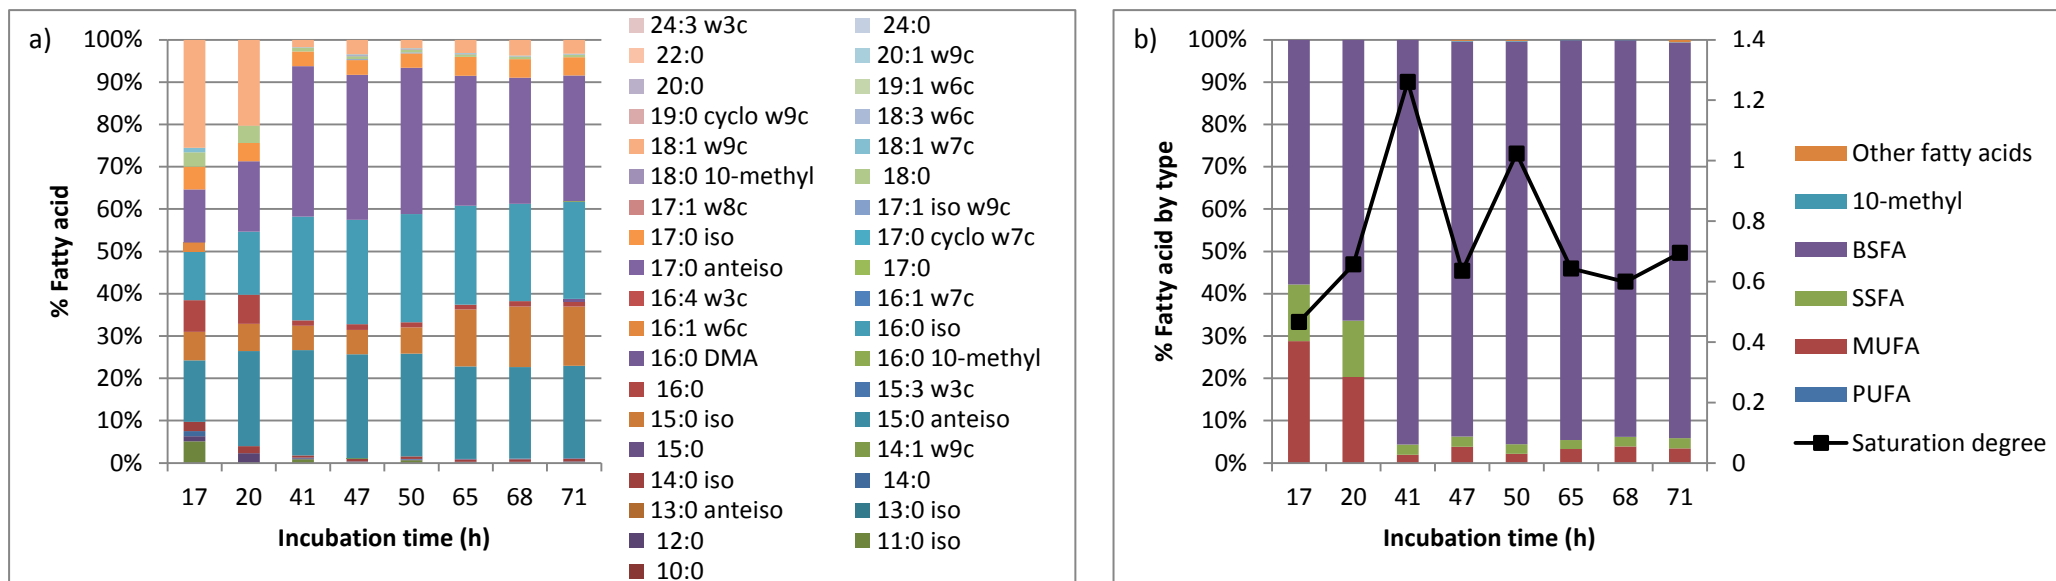 a)
% Fatty acid
100%
90%
80%
70%
60%
50%
40%
30%
20%
10%
0%
17 20 41 47 50 65 68 71
Incubation time (h)
24:3 w3c 24:0
22:0 20:1 w9c
20:0 19:1 w6c
19:0 cyclo w9c 18:3 w6c
18:1 w9c 18:1 w7c
18:0 10-methyl 18:0
17:1 w8c 17:1 iso w9c
17:0 iso 17:0 cyclo w7c
17:0 anteiso 17:0
16:4 w3c 16:1 w7c
16:1 w6c 16:0 iso
16:0 DMA 16:0 10-methyl
16:0 15:3 w3c
15:0 iso 15:0 anteiso
15:0 14:1 w9c
14:0 iso 14:0
13:0 anteiso 13:0 iso
12:0 11:0 iso
10:0
b)
% Fatty acid by type
100%
90%
80%
70%
60%
50%
40%
30%
20%
10%
0%
1.4
1.2
1
0.8
0.6
0.4
0.2
0
17 20 41 47 50 65 68 71
Incubation time (h)
Other fatty acids
10-methyl
BSFA
SSFA
MUFA
PUFA
Saturation degree